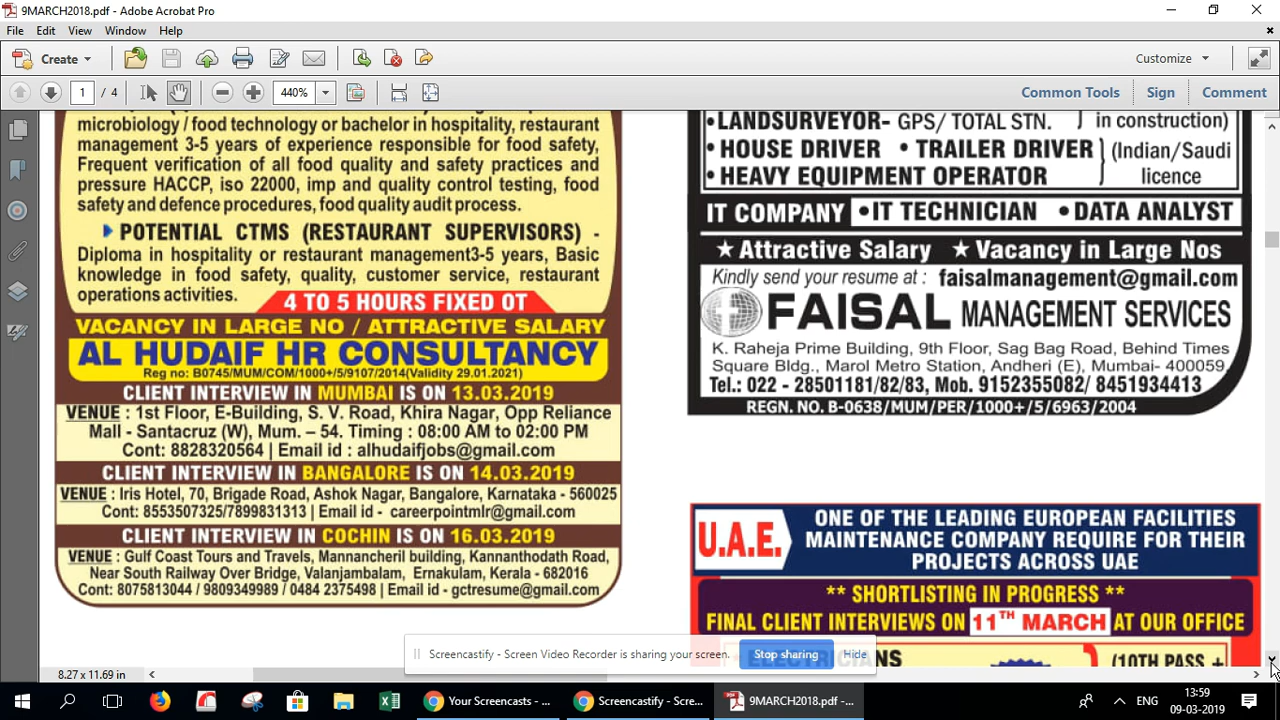 9MARCH2018.pdf - Adobe Acrobat Pro
File Edit View Window Help
Create Customize
1 / 4 440% Common Tools Sign Comment
microbiology / food technology or bachelor in hospitality, restaurant
management 3-5 years of experience responsible for food safety,
Frequent verification of all food quality and safety practices and
pressure HACCP, iso 22000, imp and quality control testing, food
safety and defence procedures, food quality audit process.
POTENTIAL CTMS (RESTAURANT SUPERVISORS) -
Diploma in hospitality or restaurant management3-5 years, Basic
knowledge in food safety, quality, customer service, restaurant
operations activities.
4 TO 5 HOURS FIXED OT
VACANCY IN LARGE NO / ATTRACTIVE SALARY
AL HUDAIF HR CONSULTANCY
Reg no: B0745/MUM/COM/1000+/5/9107/2014(Validity 29.01.2021)
CLIENT INTERVIEW IN MUMBAI IS ON 13.03.2019
VENUE : 1st Floor, E-Building, S. V. Road, Khira Nagar, Opp Reliance
Mall - Santacruz (W), Mum. – 54. Timing : 08:00 AM to 02:00 PM
Cont: 8828320564 | Email id : alhudaifjobs@gmail.com
CLIENT INTERVIEW IN BANGALORE IS ON 14.03.2019
VENUE : Iris Hotel, 70, Brigade Road, Ashok Nagar, Bangalore, Karnataka - 560025
Cont: 8553507325/7899831313 | Email id - careerpointmlr@gmail.com
CLIENT INTERVIEW IN COCHIN IS ON 16.03.2019
VENUE : Gulf Coast Tours and Travels, Mannancheril building, Kannanthodath Road,
Near South Railway Over Bridge, Valanjambalam, Ernakulam, Kerala - 682016
Cont: 8075813044 / 9809349989 / 0484 2375498 | Email id - gctresume@gmail.com
•LANDSURVEYOR- GPS/ TOTAL STN. } in construction)
• HOUSE DRIVER • TRAILER DRIVER } (Indian/Saudi
• HEAVY EQUIPMENT OPERATOR licence
IT COMPANY •IT TECHNICIAN •DATA ANALYST
★ Attractive Salary ★ Vacancy in Large Nos
Kindly send your resume at : faisalmanagement@gmail.com
FAISAL MANAGEMENT SERVICES
K. Raheja Prime Building, 9th Floor, Sag Bag Road, Behind Times
Square Bldg., Marol Metro Station, Andheri (E), Mumbai- 400059
Tel.: 022 - 28501181/82/83, Mob. 9152355082/ 8451934413
REGN. NO. B-0638/MUM/PER/1000+/5/6963/2004
U.A.E.
ONE OF THE LEADING EUROPEAN FACILITIES
MAINTENANCE COMPANY REQUIRE FOR THEIR
PROJECTS ACROSS UAE
** SHORTLISTING IN PROGRESS **
FINAL CLIENT INTERVIEWS ON 11TH MARCH AT OUR OFFICE
ELECTRICIANS (10TH PASS +
Screencastify - Screen Video Recorder is sharing your screen. Stop sharing Hide
8.27 x 11.69 in
Your Screencasts - ... Screencastify - Scree... 9MARCH2018.pdf -... ENG 13:59
09-03-2019